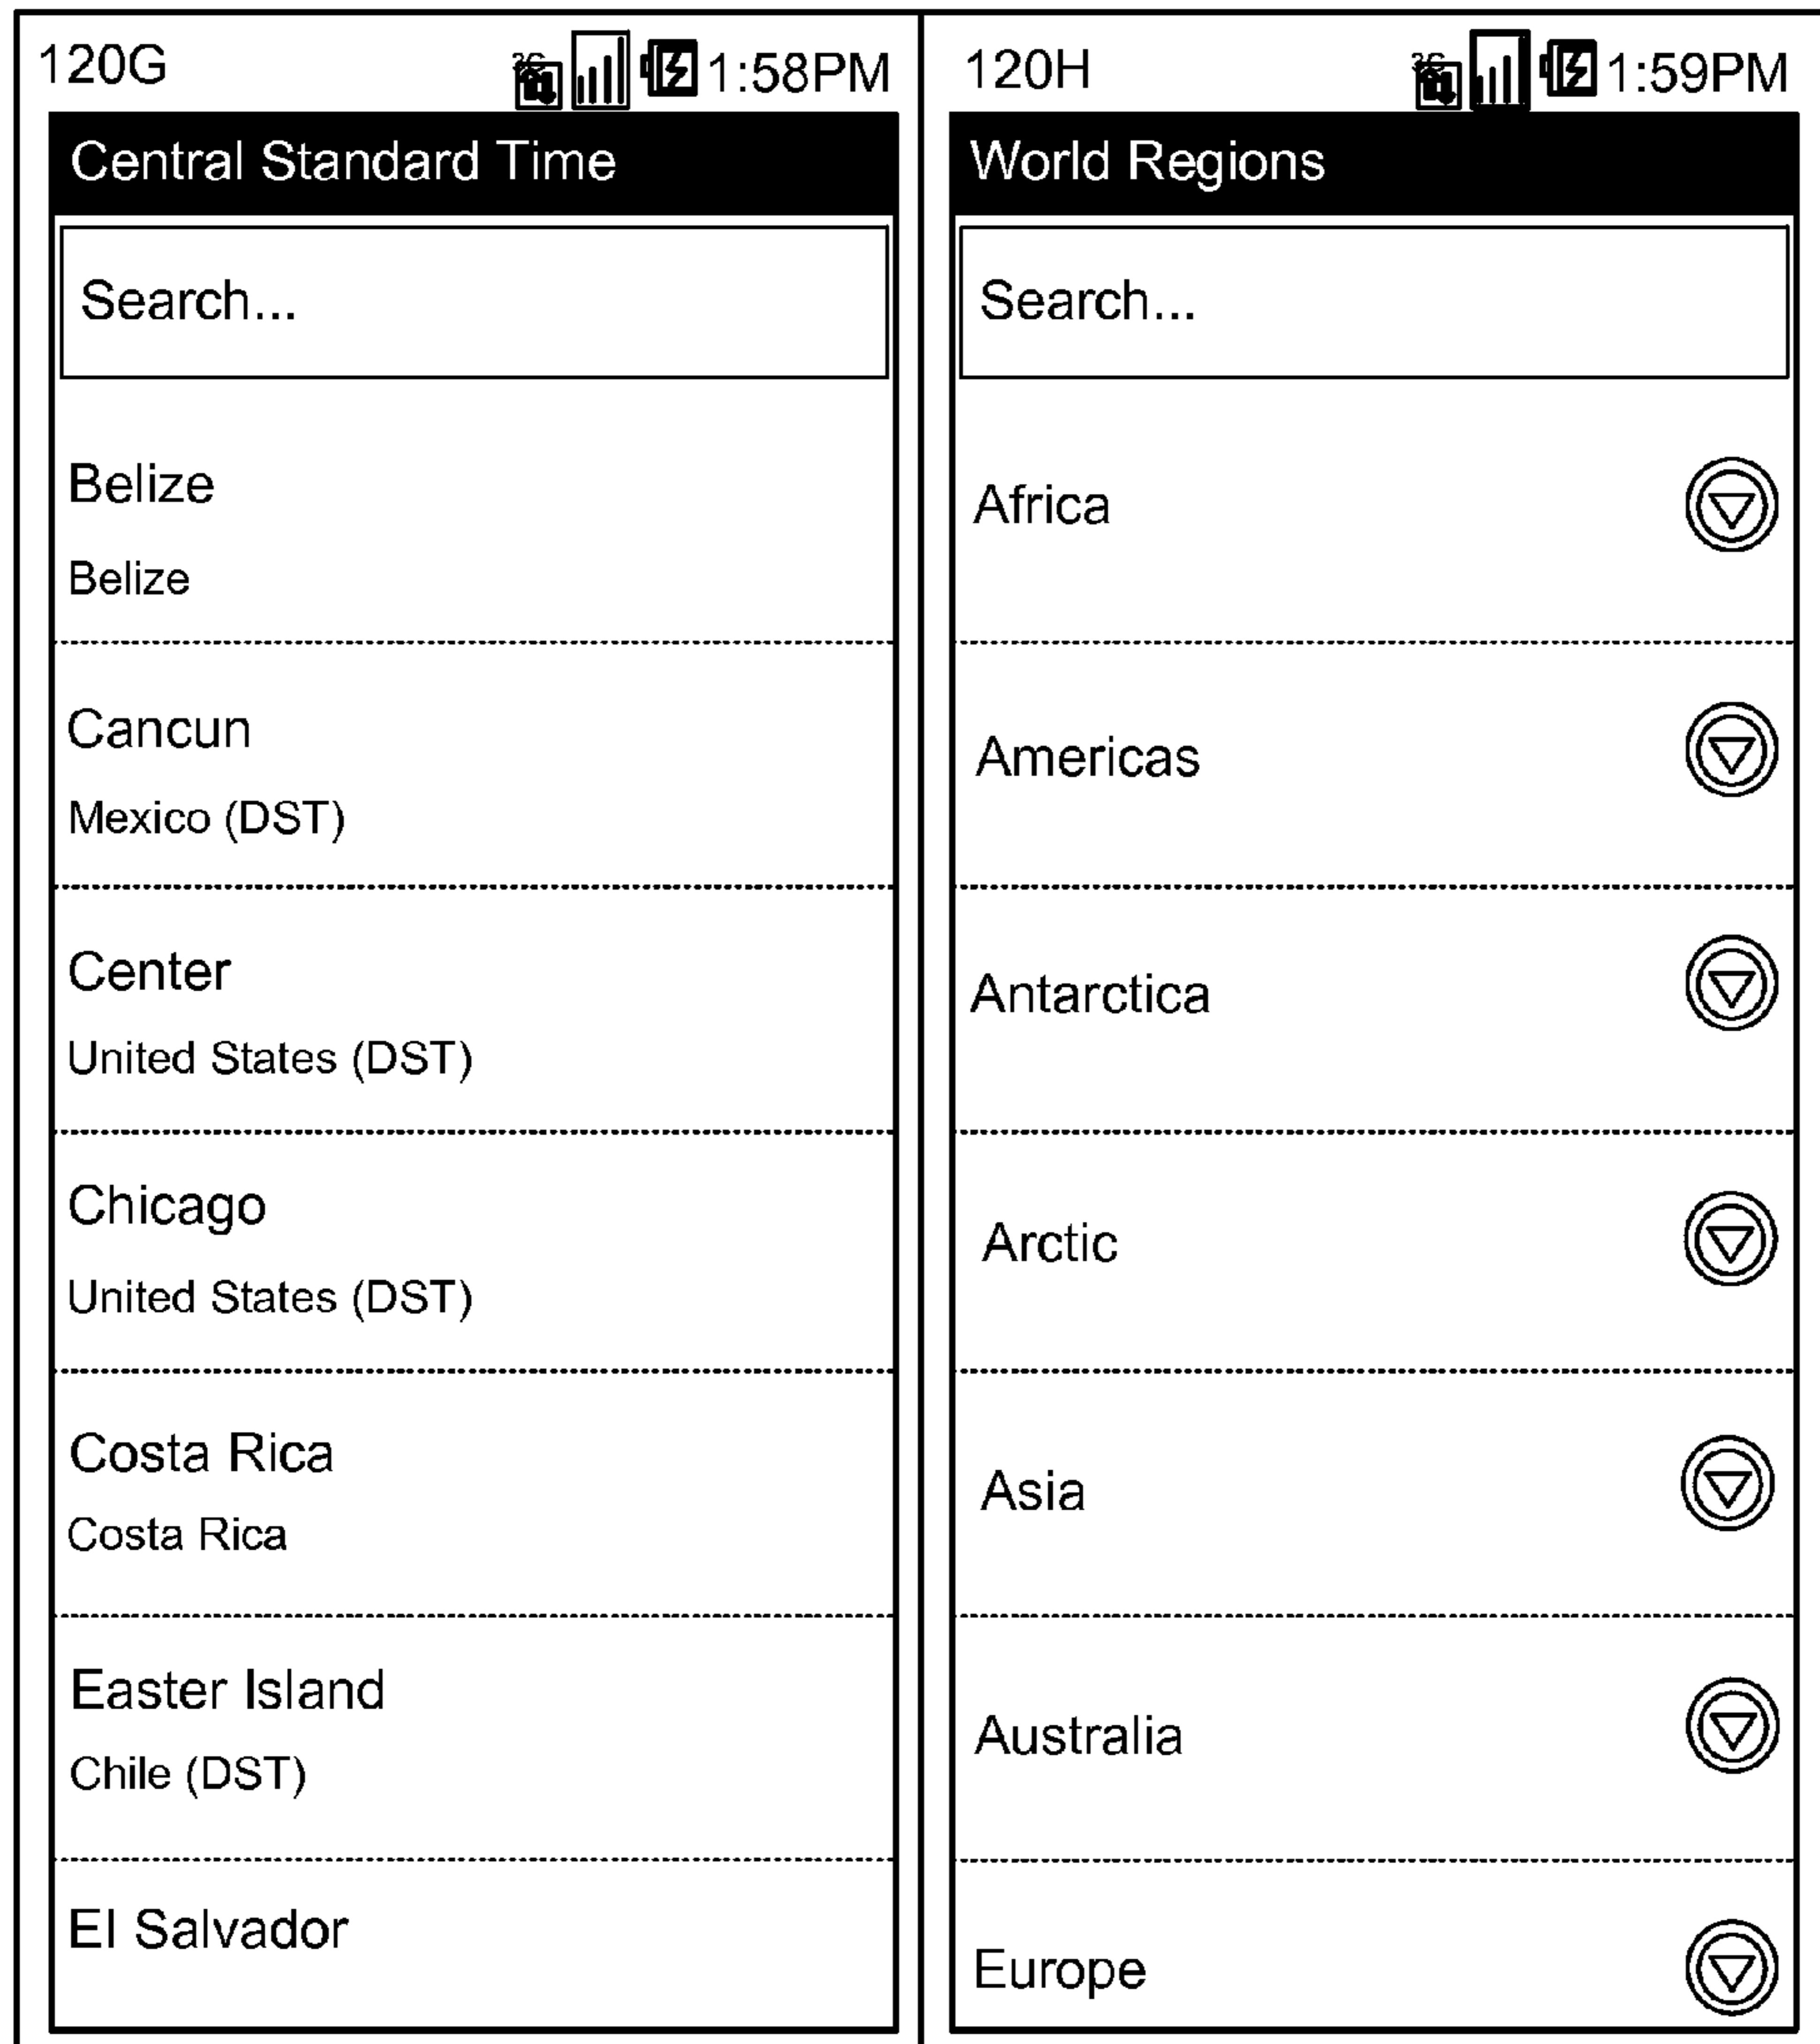 120G
3G
1:58PM
Central Standard Time
Search...
Belize
Belize
Cancun
Mexico (DST)
Center
United States (DST)
Chicago
United States (DST)
Costa Rica
Costa Rica
Easter Island
Chile (DST)
El Salvador
120H
3G
1:59PM
World Regions
Search...
Africa
Americas
Antarctica
Arctic
Asia
Australia
Europe